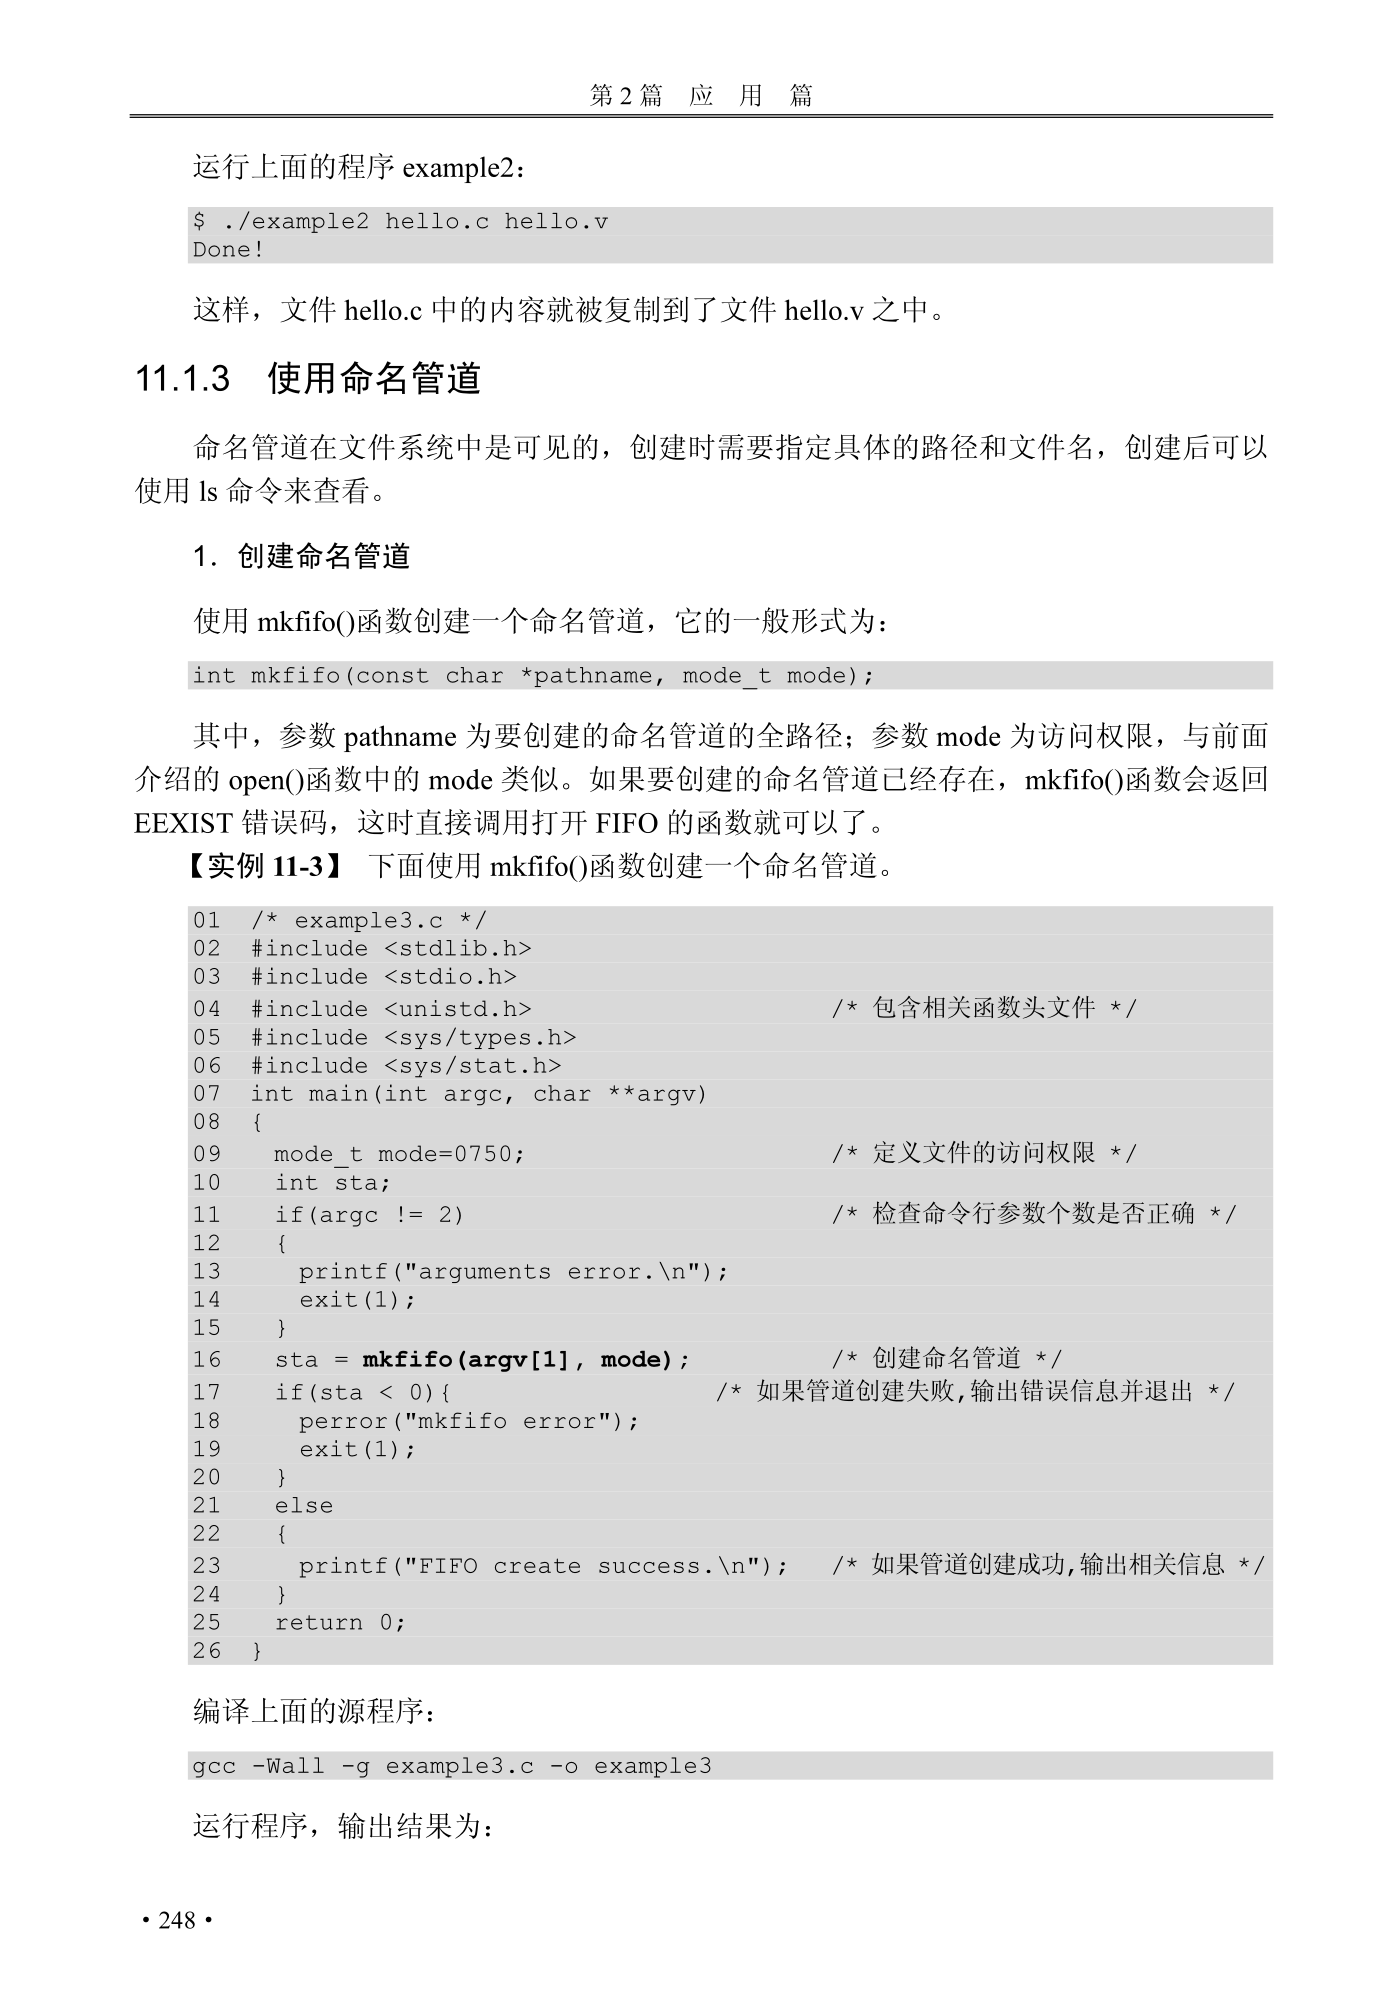 第 2 篇 应 用 篇
运行上面的程序 example2：
$ ./example2 hello.c hello.v
Done!
这样，文件 hello.c 中的内容就被复制到了文件 hello.v 之中。
11.1.3 使用命名管道
命名管道在文件系统中是可见的，创建时需要指定具体的路径和文件名，创建后可以
使用 ls 命令来查看。
1．创建命名管道
使用 mkfifo()函数创建一个命名管道，它的一般形式为：
int mkfifo(const char *pathname, mode_t mode);
其中，参数 pathname 为要创建的命名管道的全路径；参数 mode 为访问权限，与前面
介绍的 open()函数中的 mode 类似。如果要创建的命名管道已经存在，mkfifo()函数会返回
EEXIST 错误码，这时直接调用打开 FIFO 的函数就可以了。
【实例 11-3】 下面使用 mkfifo()函数创建一个命名管道。
01 /* example3.c */
02 #include <stdlib.h>
03 #include <stdio.h>
04 #include <unistd.h> /* 包含相关函数头文件 */
05 #include <sys/types.h>
06 #include <sys/stat.h>
07 int main(int argc, char **argv)
08 {
09 mode_t mode=0750; /* 定义文件的访问权限 */
10 int sta;
11 if(argc != 2) /* 检查命令行参数个数是否正确 */
12 {
13 printf("arguments error.\n");
14 exit(1);
15 }
16 sta = mkfifo(argv[1], mode); /* 创建命名管道 */
17 if(sta < 0){ /* 如果管道创建失败,输出错误信息并退出 */
18 perror("mkfifo error");
19 exit(1);
20 }
21 else
22 {
23 printf("FIFO create success.\n"); /* 如果管道创建成功,输出相关信息 */
24 }
25 return 0;
26 }
编译上面的源程序：
gcc -Wall -g example3.c -o example3
运行程序，输出结果为：
• 248 •